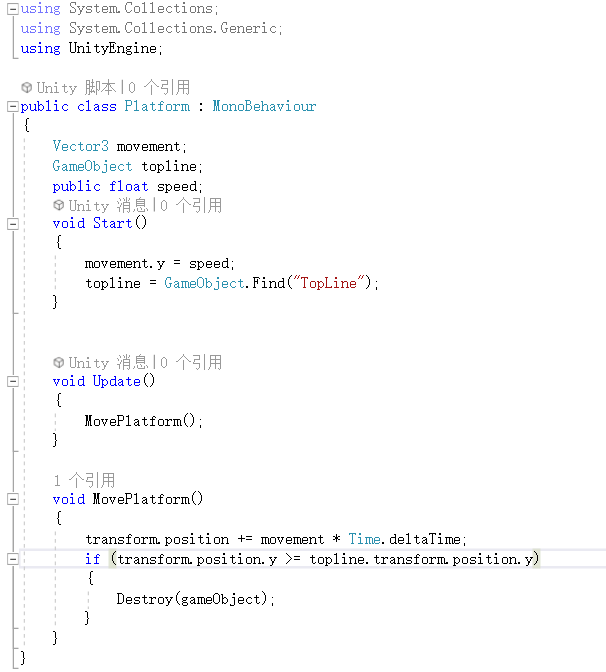 using System.Collections;
using System.Collections.Generic;
using UnityEngine;
Unity 脚本|0 个引用
public class Platform : MonoBehaviour
{
Vector3 movement;
GameObject topline;
public float speed;
Unity 消息|0 个引用
void Start()
{
movement.y = speed;
topline = GameObject.Find("TopLine");
}
Unity 消息|0 个引用
void Update()
{
MovePlatform();
}
1 个引用
void MovePlatform()
{
transform.position += movement * Time.deltaTime;
if (transform.position.y >= topline.transform.position.y)
{
Destroy(gameObject);
}
}
}